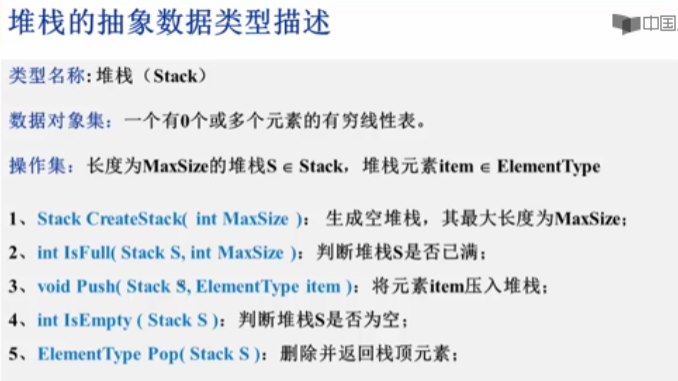 堆栈的抽象数据类型描述
中国
类型名称: 堆栈（Stack）
数据对象集：一个有0个或多个元素的有穷线性表。
操作集：长度为MaxSize的堆栈S ∈ Stack，堆栈元素item ∈ ElementType
1、Stack CreateStack( int MaxSize )： 生成空堆栈，其最大长度为MaxSize；
2、int IsFull( Stack S, int MaxSize )：判断堆栈S是否已满；
3、void Push( Stack S, ElementType item )：将元素item压入堆栈；
4、int IsEmpty ( Stack S )：判断堆栈S是否为空；
5、ElementType Pop( Stack S )：删除并返回栈顶元素；